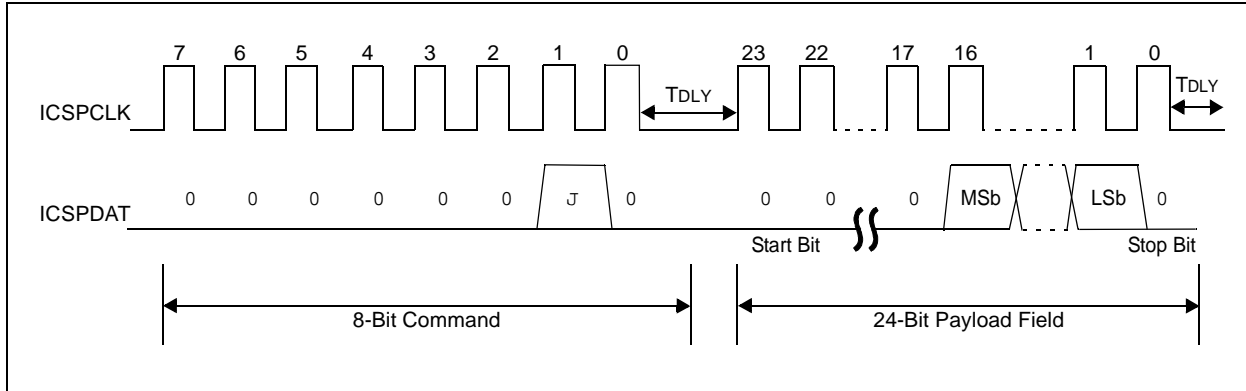 7 6 5 4 3 2 1 0 23 22 17 16 1 0
TDLY TDLY
ICSPCLK
ICSPDAT
0 0 0 0 0 0 J 0 0 0 0 MSb LSb 0
Start Bit Stop Bit
8-Bit Command 24-Bit Payload Field